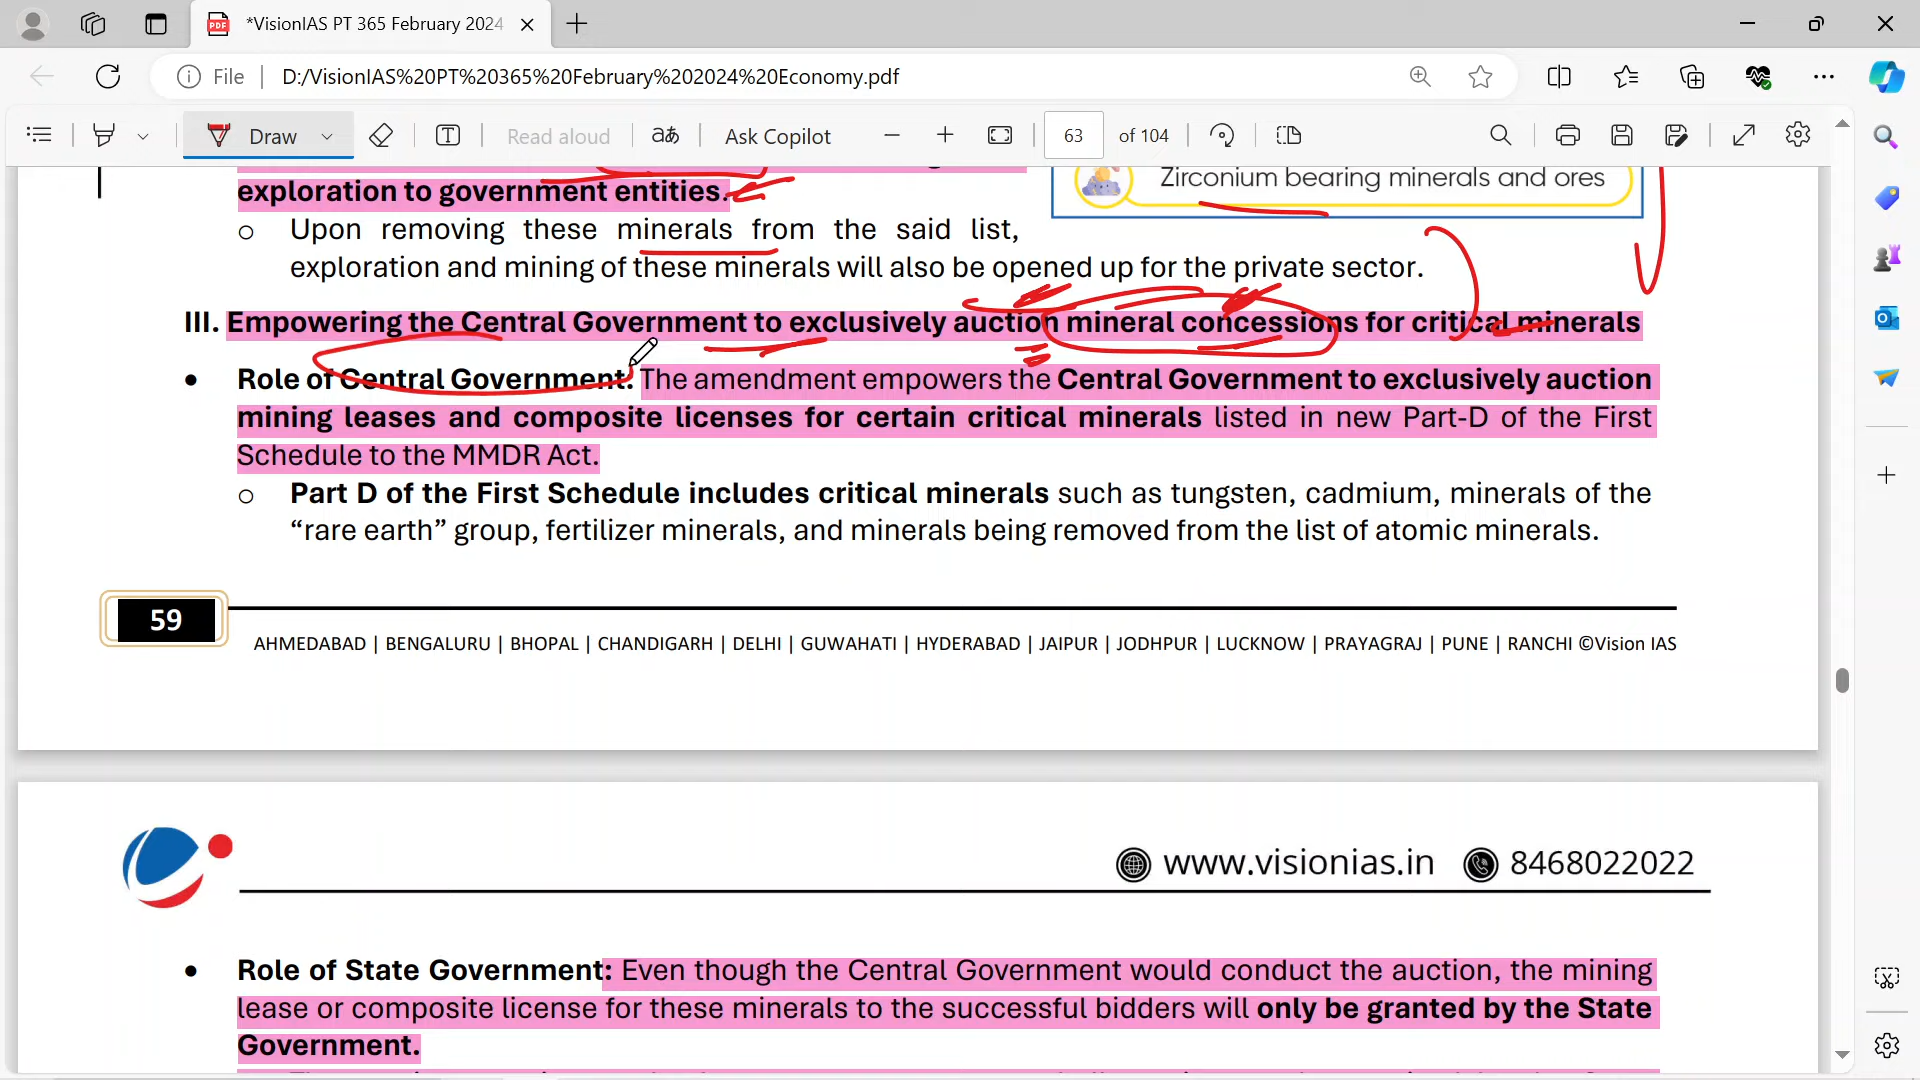 *VisionIAS PT 365 February 2024
File
D:/VisionIAS%20PT%20365%20February%202024%20Economy.pdf
Draw
Read aloud
aあ
Ask Copilot
63 of 104
exploration to government entities.
Zirconium bearing minerals and ores
o Upon removing these minerals from the said list,
exploration and mining of these minerals will also be opened up for the private sector.
III. Empowering the Central Government to exclusively auction mineral concessions for critical minerals
• Role of Central Government: The amendment empowers the Central Government to exclusively auction
mining leases and composite licenses for certain critical minerals listed in new Part-D of the First
Schedule to the MMDR Act.
o Part D of the First Schedule includes critical minerals such as tungsten, cadmium, minerals of the
“rare earth” group, fertilizer minerals, and minerals being removed from the list of atomic minerals.
59
AHMEDABAD | BENGALURU | BHOPAL | CHANDIGARH | DELHI | GUWAHATI | HYDERABAD | JAIPUR | JODHPUR | LUCKNOW | PRAYAGRAJ | PUNE | RANCHI ©Vision IAS
www.visionias.in 8468022022
• Role of State Government: Even though the Central Government would conduct the auction, the mining
lease or composite license for these minerals to the successful bidders will only be granted by the State
Government.